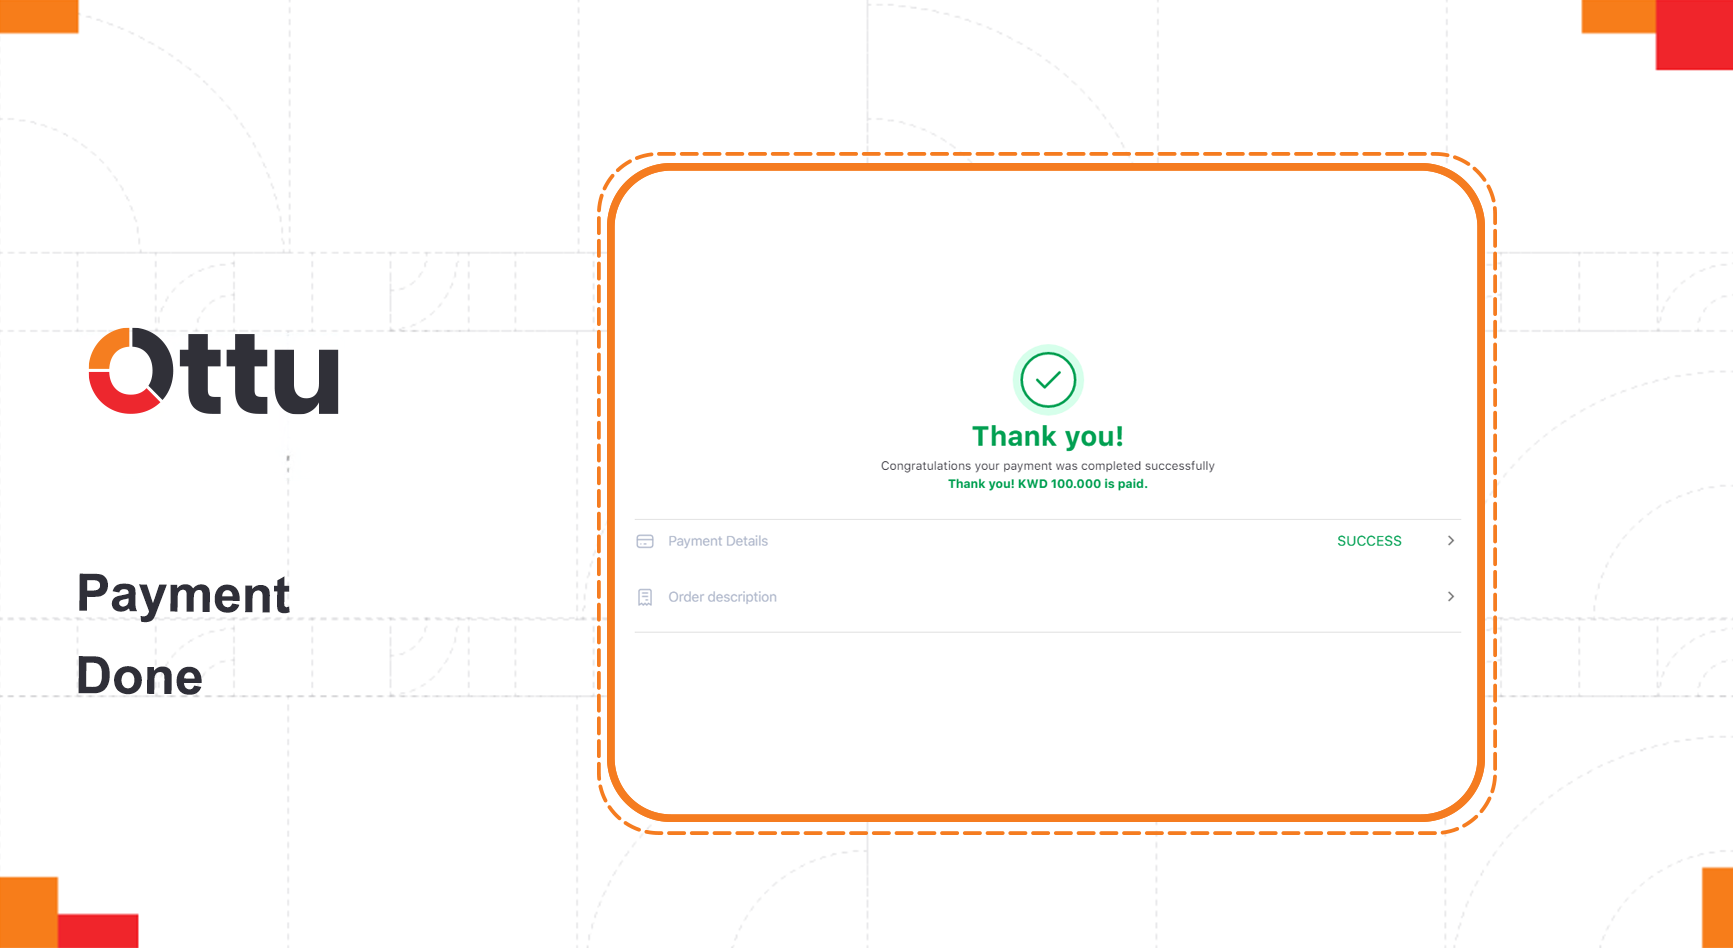 Ottu
Payment
Done
Thank you!
Congratulations your payment was completed successfully
Thank you! KWD 100.000 is paid.
Payment Details SUCCESS
Order description